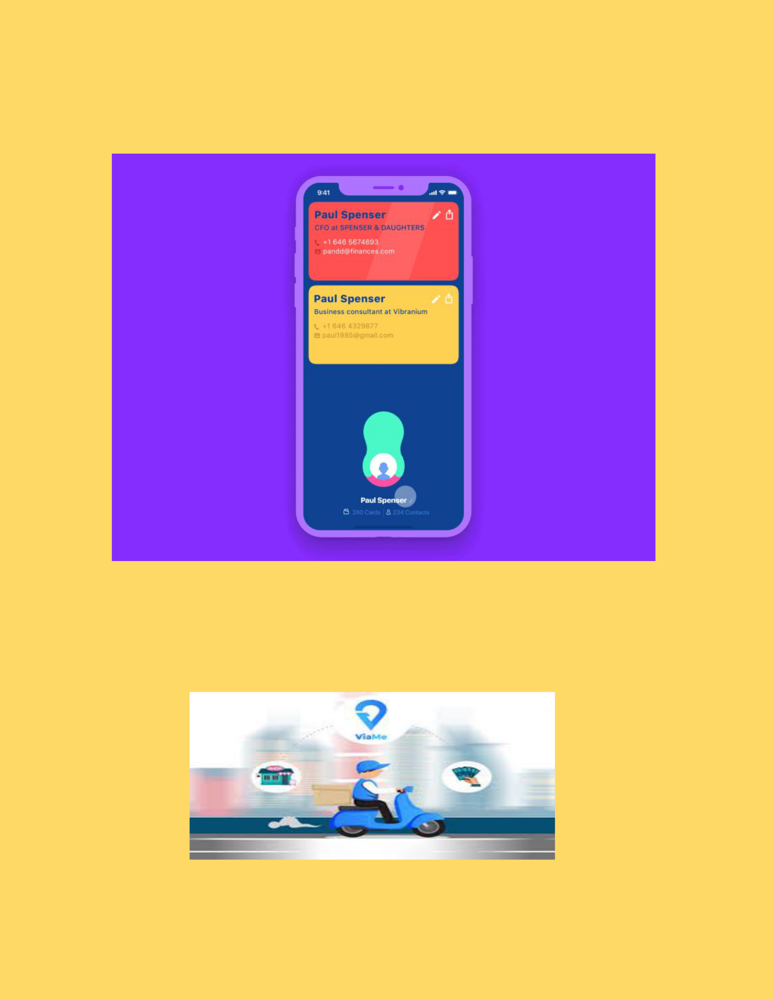 9:41
Paul Spenser
CFO at SPENSER & DAUGHTERS
+1 646 5674893
pandd@finances.com
Paul Spenser
Business consultant at Vibranium
+1 646 4329877
paul1985@gmail.com
Paul Spenser
240 Cards
234 Contacts
ViaMe